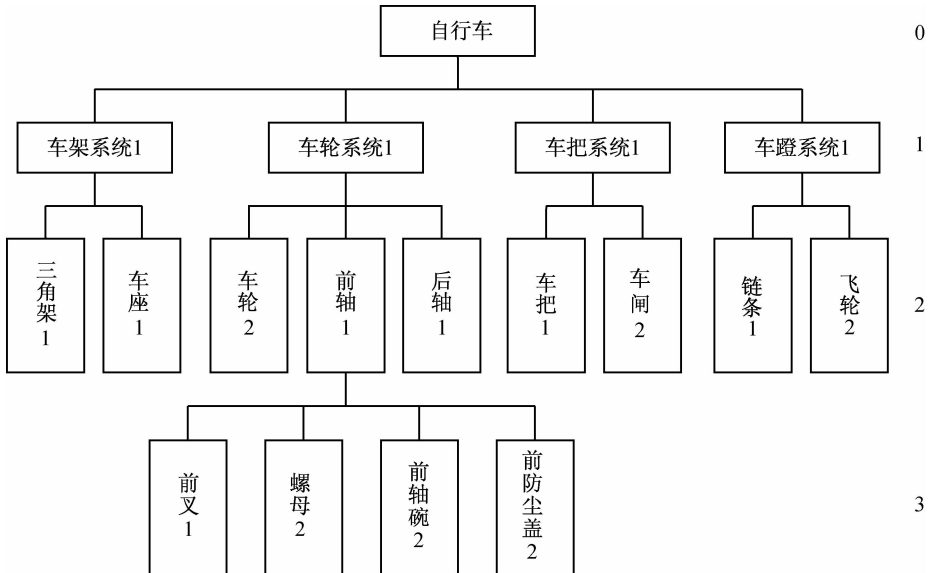 自行车
0
车架系统1
车轮系统1
车把系统1
车蹬系统1
1
三角架1
车座1
车轮2
前轴1
后轴1
车把1
车闸2
链条1
飞轮2
2
前叉1
螺母2
前轴碗2
前防尘盖2
3